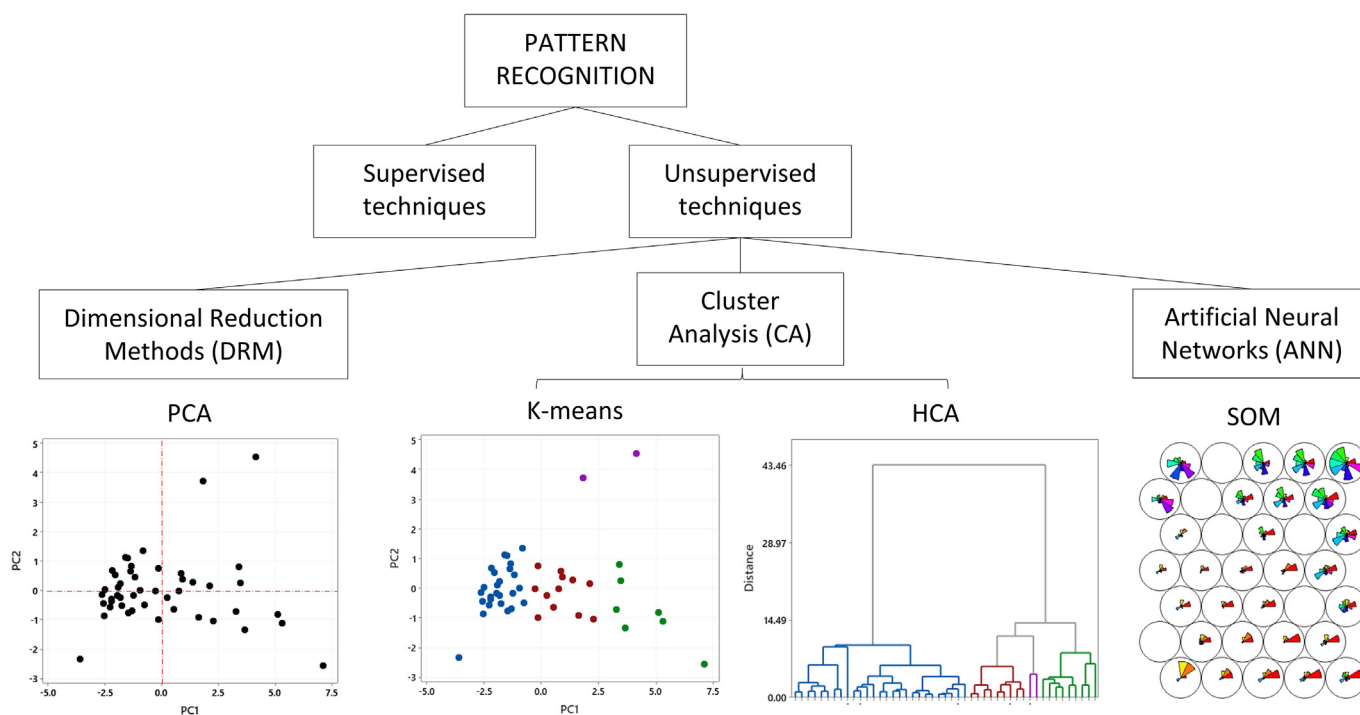 PATTERN
RECOGNITION
Supervised
techniques
Unsupervised
techniques
Dimensional Reduction
Methods (DRM)
Cluster
Analysis (CA)
Artificial Neural
Networks (ANN)
PCA
K-means
HCA
SOM
5
4
3
2
1
0
-1
-2
-3
PC2
-5.0
-2.5
0.0
2.5
5.0
7.5
PC1
5
4
3
2
1
0
-1
-2
-3
PC2
-5.0
-2.5
0.0
2.5
5.0
7.5
PC1
43.46
28.97
14.49
0.00
Distance